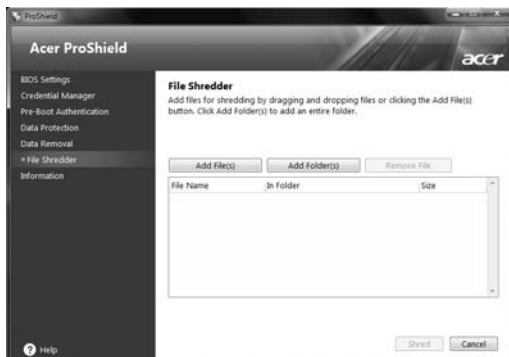 ProShield
Acer ProShield
acer
BIOS Settings
Credential Manager
Pre-Boot Authentication
Data Protection
Data Removal
File Shredder
Information
Help
File Shredder
Add files for shredding by dragging and dropping files or clicking the Add File(s)
button. Click Add Folder(s) to add an entire folder.
Add File(s) Add Folder(s) Remove File
File Name In Folder Size
Shred Cancel